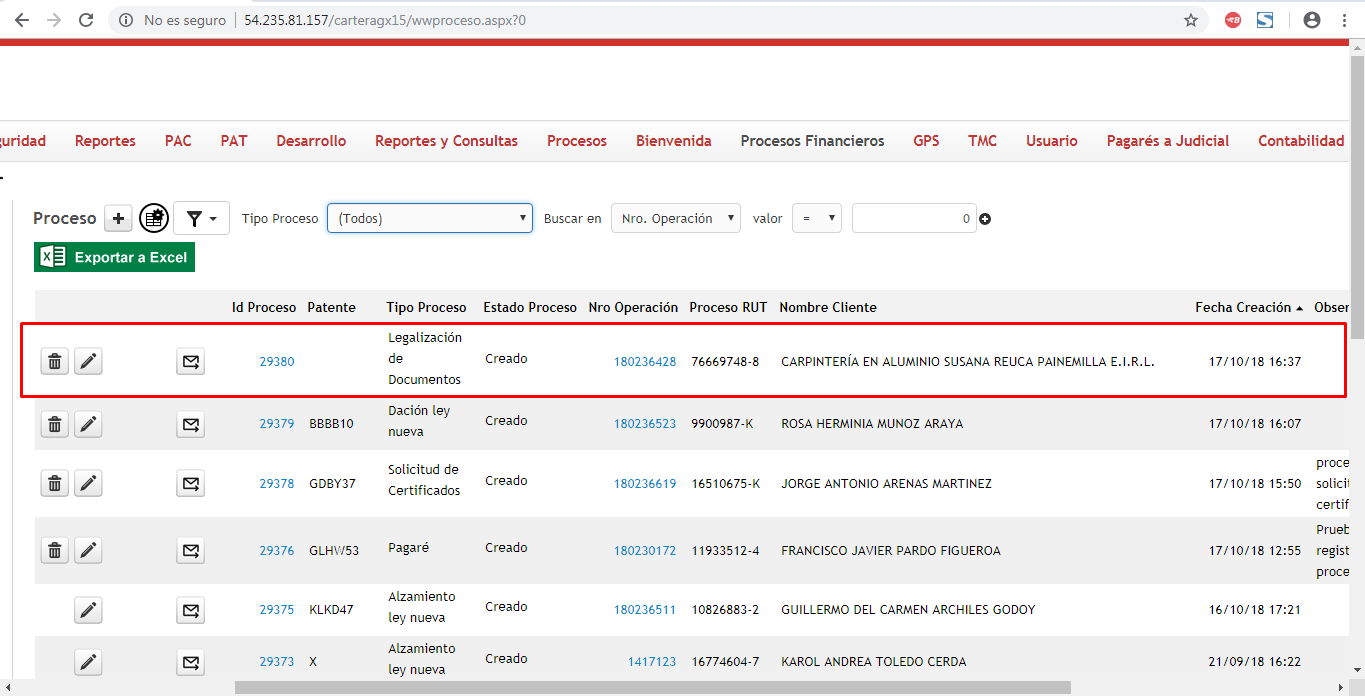 No es seguro | 54.235.81.157/carteragx15/wwproceso.aspx?0
guridad Reportes PAC PAT Desarrollo Reportes y Consultas Procesos Bienvenida Procesos Financieros GPS TMC Usuario Pagarés a Judicial Contabilidad
Proceso Tipo Proceso (Todos) Buscar en Nro. Operación valor = 0
Exportar a Excel
Id Proceso Patente Tipo Proceso Estado Proceso Nro Operación Proceso RUT Nombre Cliente Fecha Creación Obser
Legalización
de
Documentos
29380 Creado 180236428 76669748-8 CARPINTERÍA EN ALUMINIO SUSANA REUCA PAINEMILLA E.I.R.L. 17/10/18 16:37
Dación ley
nueva
29379 BBBB10 Creado 180236523 9900987-K ROSA HERMINIA MUNOZ ARAYA 17/10/18 16:07
Solicitud de
Certificados
29378 GDBY37 Creado 180236619 16510675-K JORGE ANTONIO ARENAS MARTINEZ 17/10/18 15:50
proce
solicit
certif
29376 GLHW53 Pagaré Creado 180230172 11933512-4 FRANCISCO JAVIER PARDO FIGUEROA 17/10/18 12:55
Prueb
regist
proce
Alzamiento
ley nueva
29375 KLKD47 Creado 180236511 10826883-2 GUILLERMO DEL CARMEN ARCHILES GODOY 16/10/18 17:21
Alzamiento
ley nueva
29373 X Creado 1417123 16774604-7 KAROL ANDREA TOLEDO CERDA 21/09/18 16:22